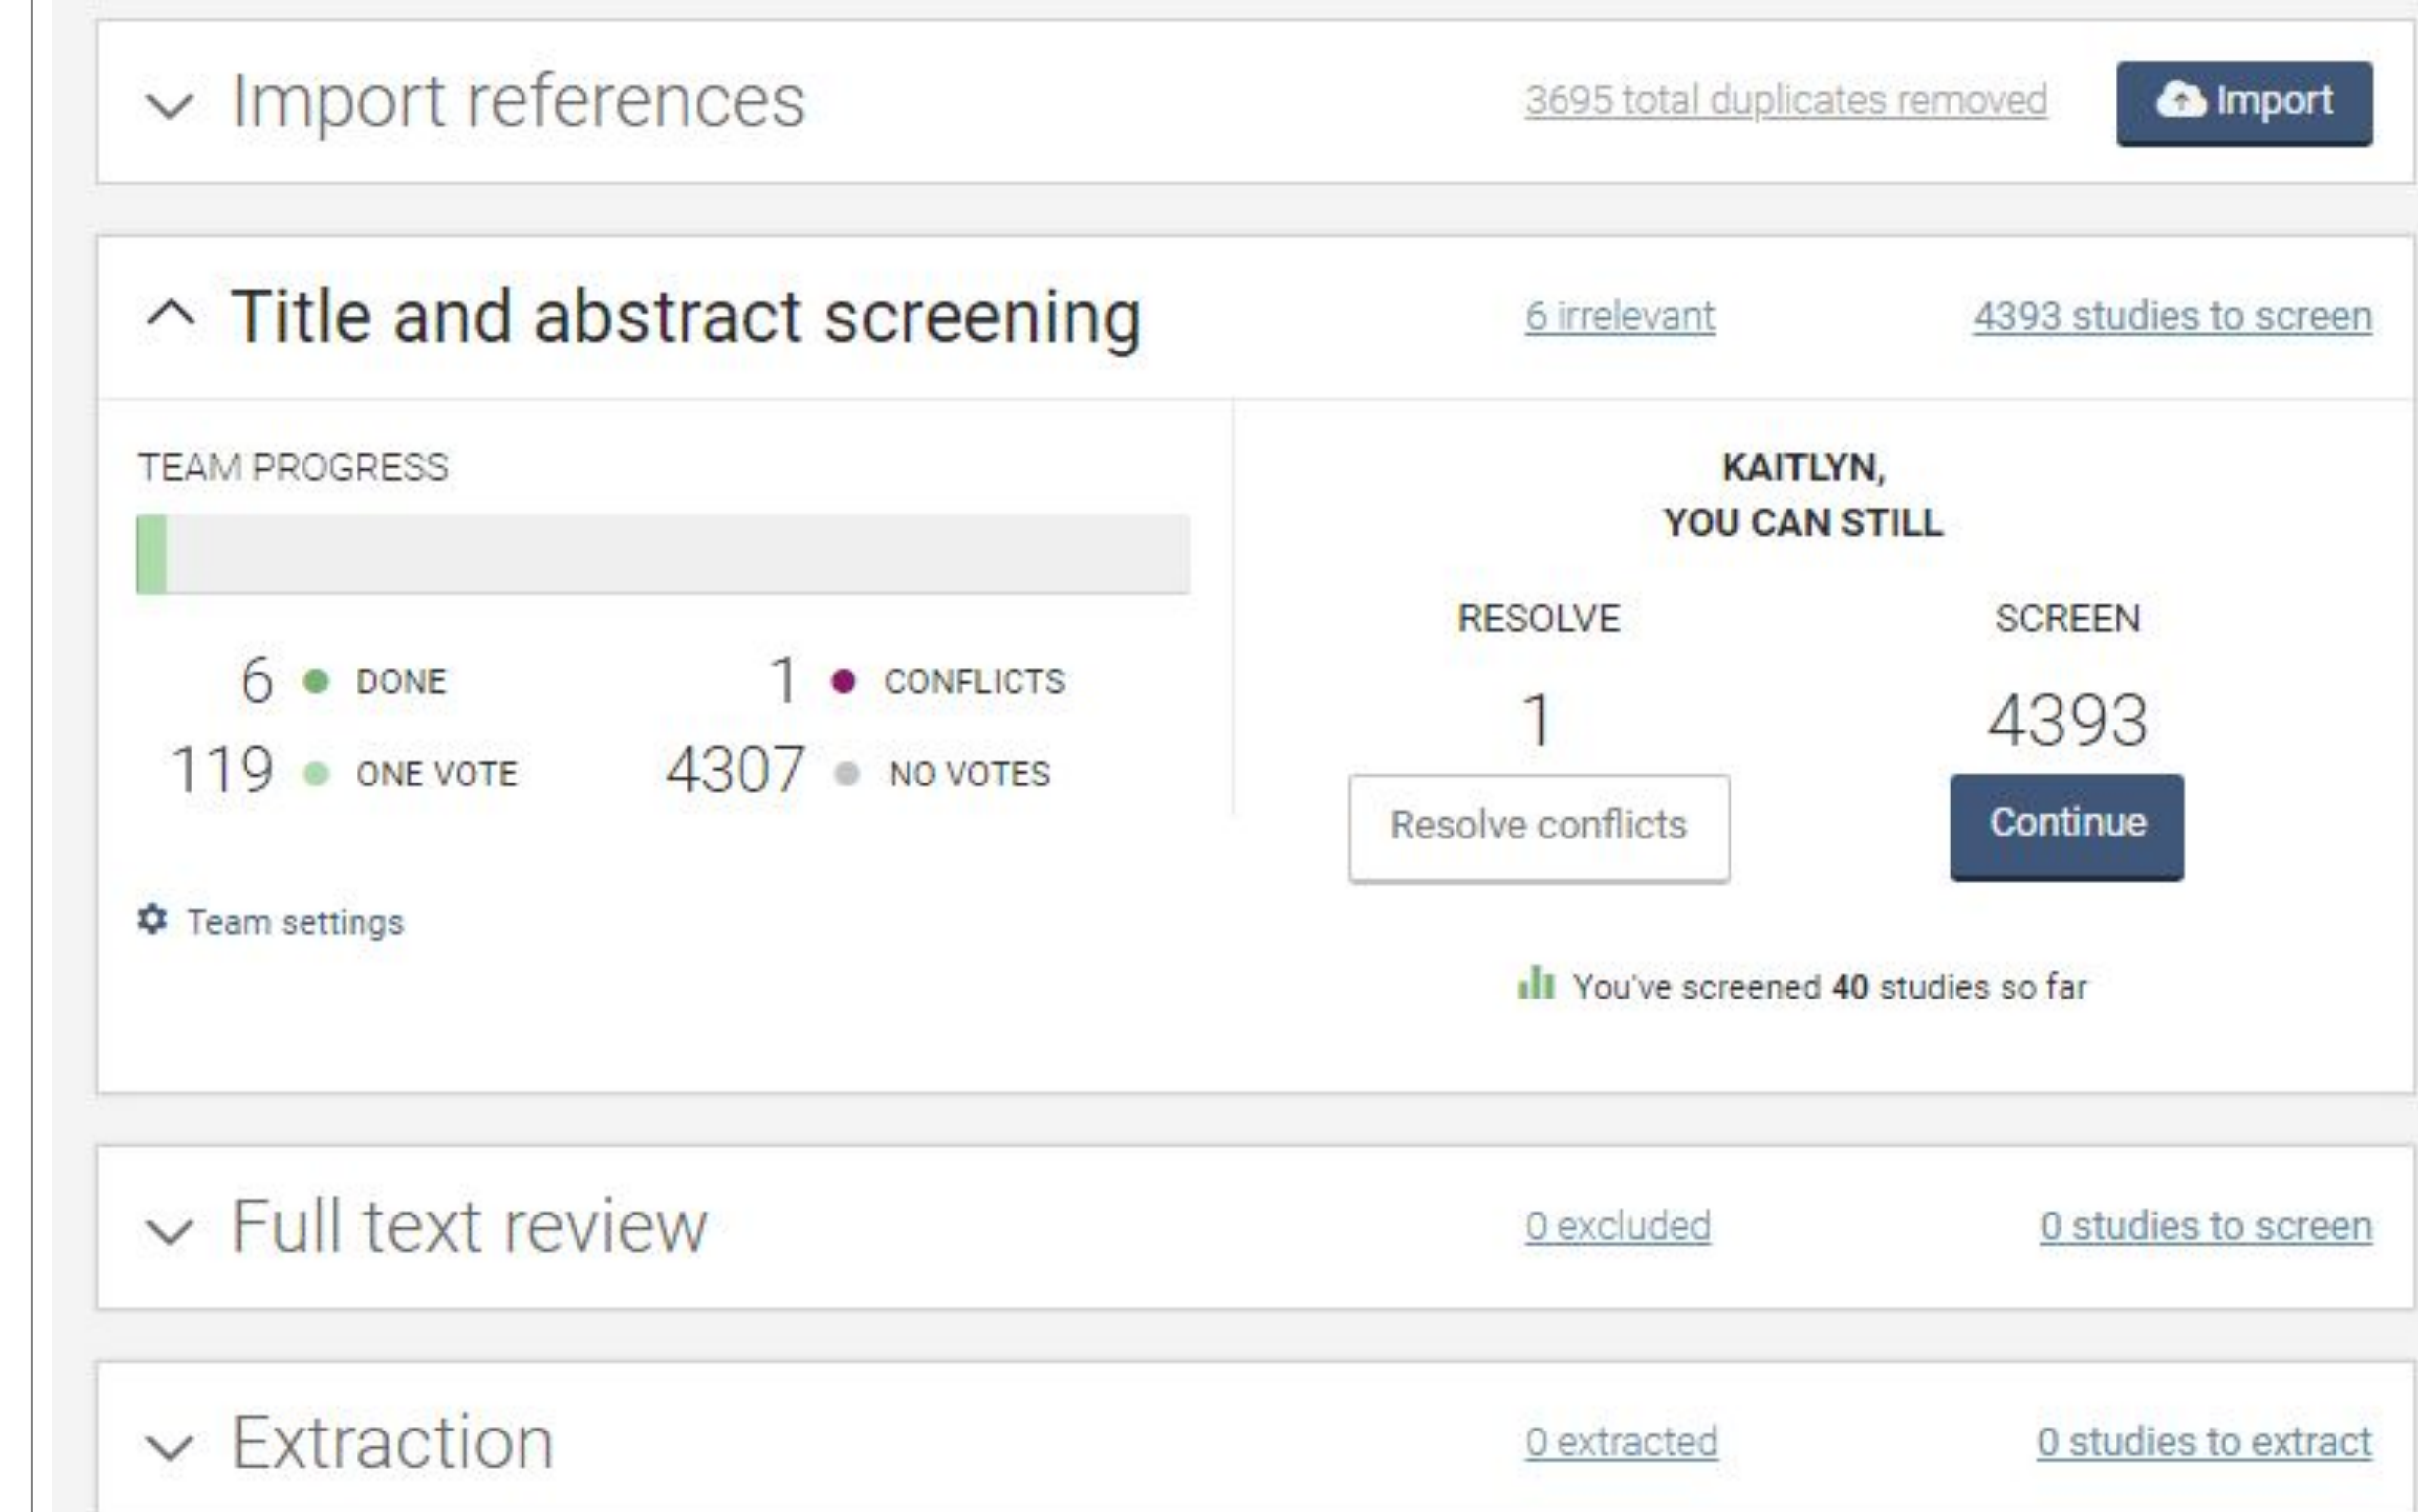 Import references
3695 total duplicates removed
Import
Title and abstract screening
6 irrelevant
4393 studies to screen
TEAM PROGRESS
6 DONE
1 CONFLICTS
119 ONE VOTE
4307 NO VOTES
Team settings
KAITLYN,
YOU CAN STILL
RESOLVE
1
Resolve conflicts
SCREEN
4393
Continue
You've screened 40 studies so far
Full text review
0 excluded
0 studies to screen
Extraction
0 extracted
0 studies to extract